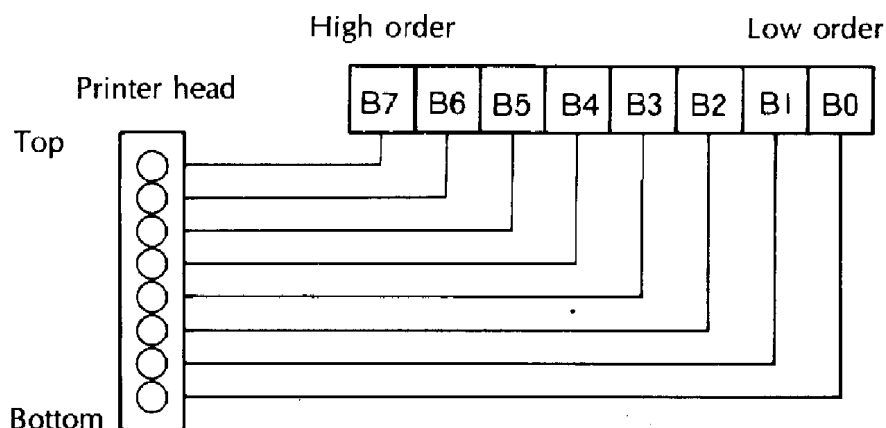 High order
Low order
Printer head
B7 B6 B5 B4 B3 B2 B1 B0
Top
Bottom